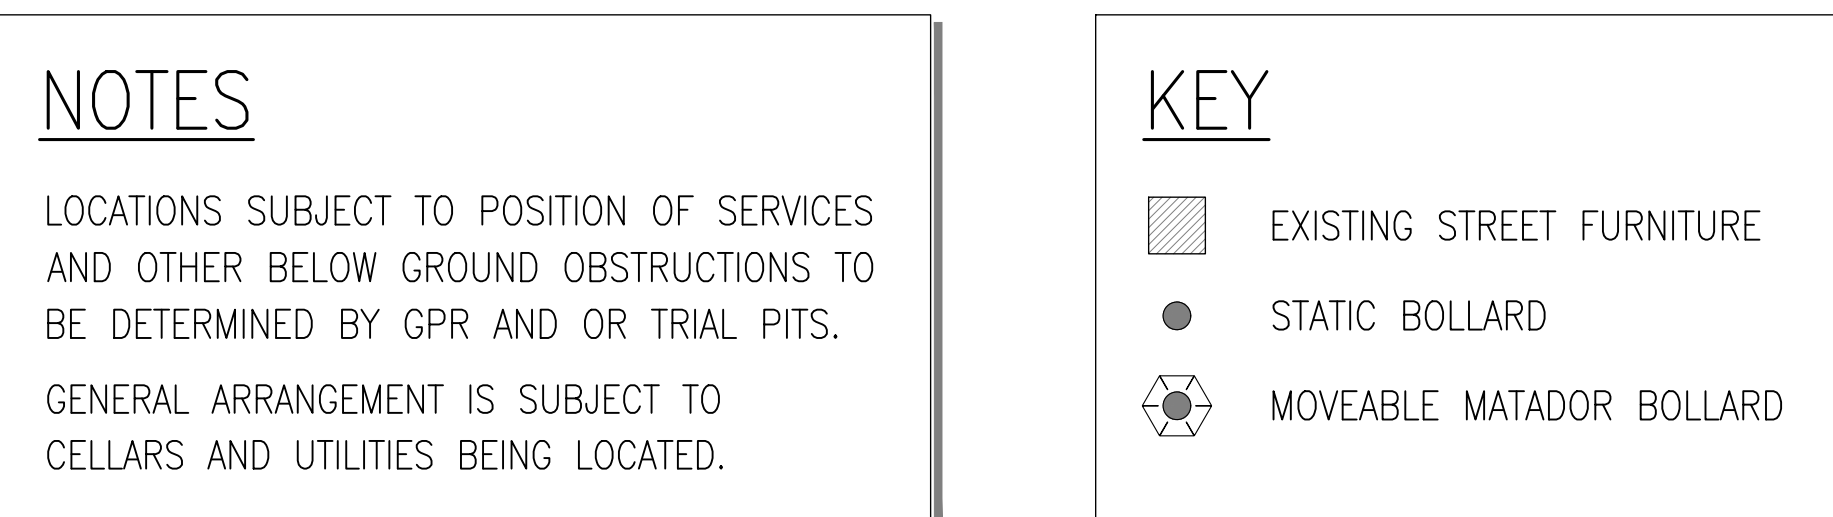 NOTES
LOCATIONS SUBJECT TO POSITION OF SERVICES
AND OTHER BELOW GROUND OBSTRUCTIONS TO
BE DETERMINED BY GPR AND OR TRIAL PITS.
GENERAL ARRANGEMENT IS SUBJECT TO
CELLARS AND UTILITIES BEING LOCATED.
KEY
EXISTING STREET FURNITURE
STATIC BOLLARD
MOVEABLE MATADOR BOLLARD